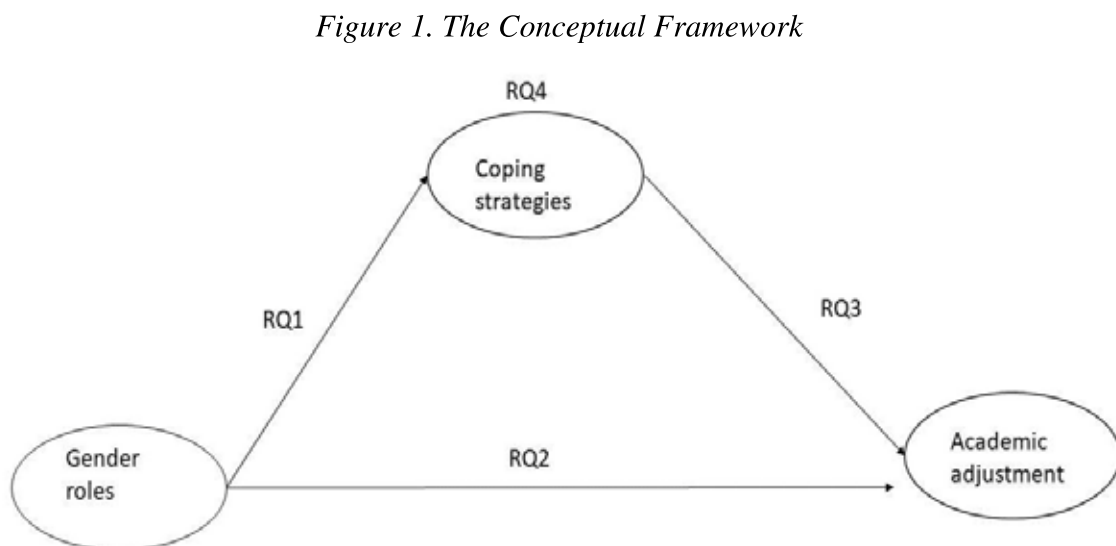 Figure 1. The Conceptual Framework
RQ4
Coping
strategies
RQ1
RQ3
Gender
roles
RQ2
Academic
adjustment